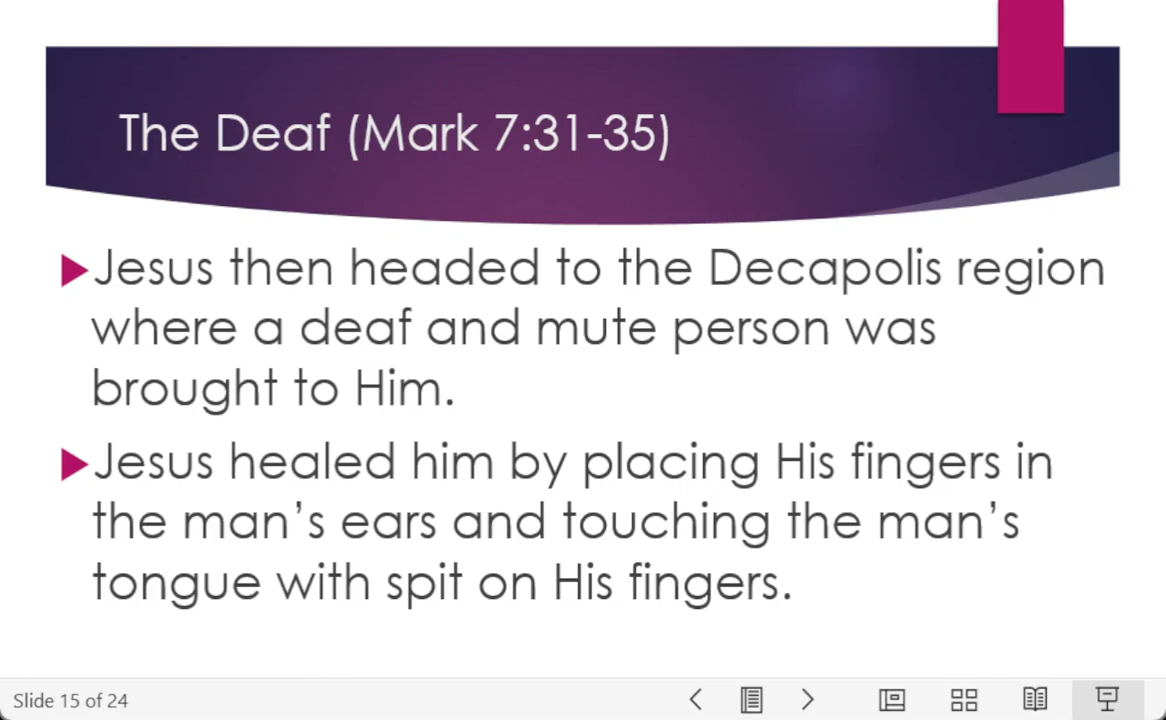 The Deaf (Mark 7:31-35)
Jesus then headed to the Decapolis region
where a deaf and mute person was
brought to Him.
Jesus healed him by placing His fingers in
the man’s ears and touching the man’s
tongue with spit on His fingers.
Slide 15 of 24